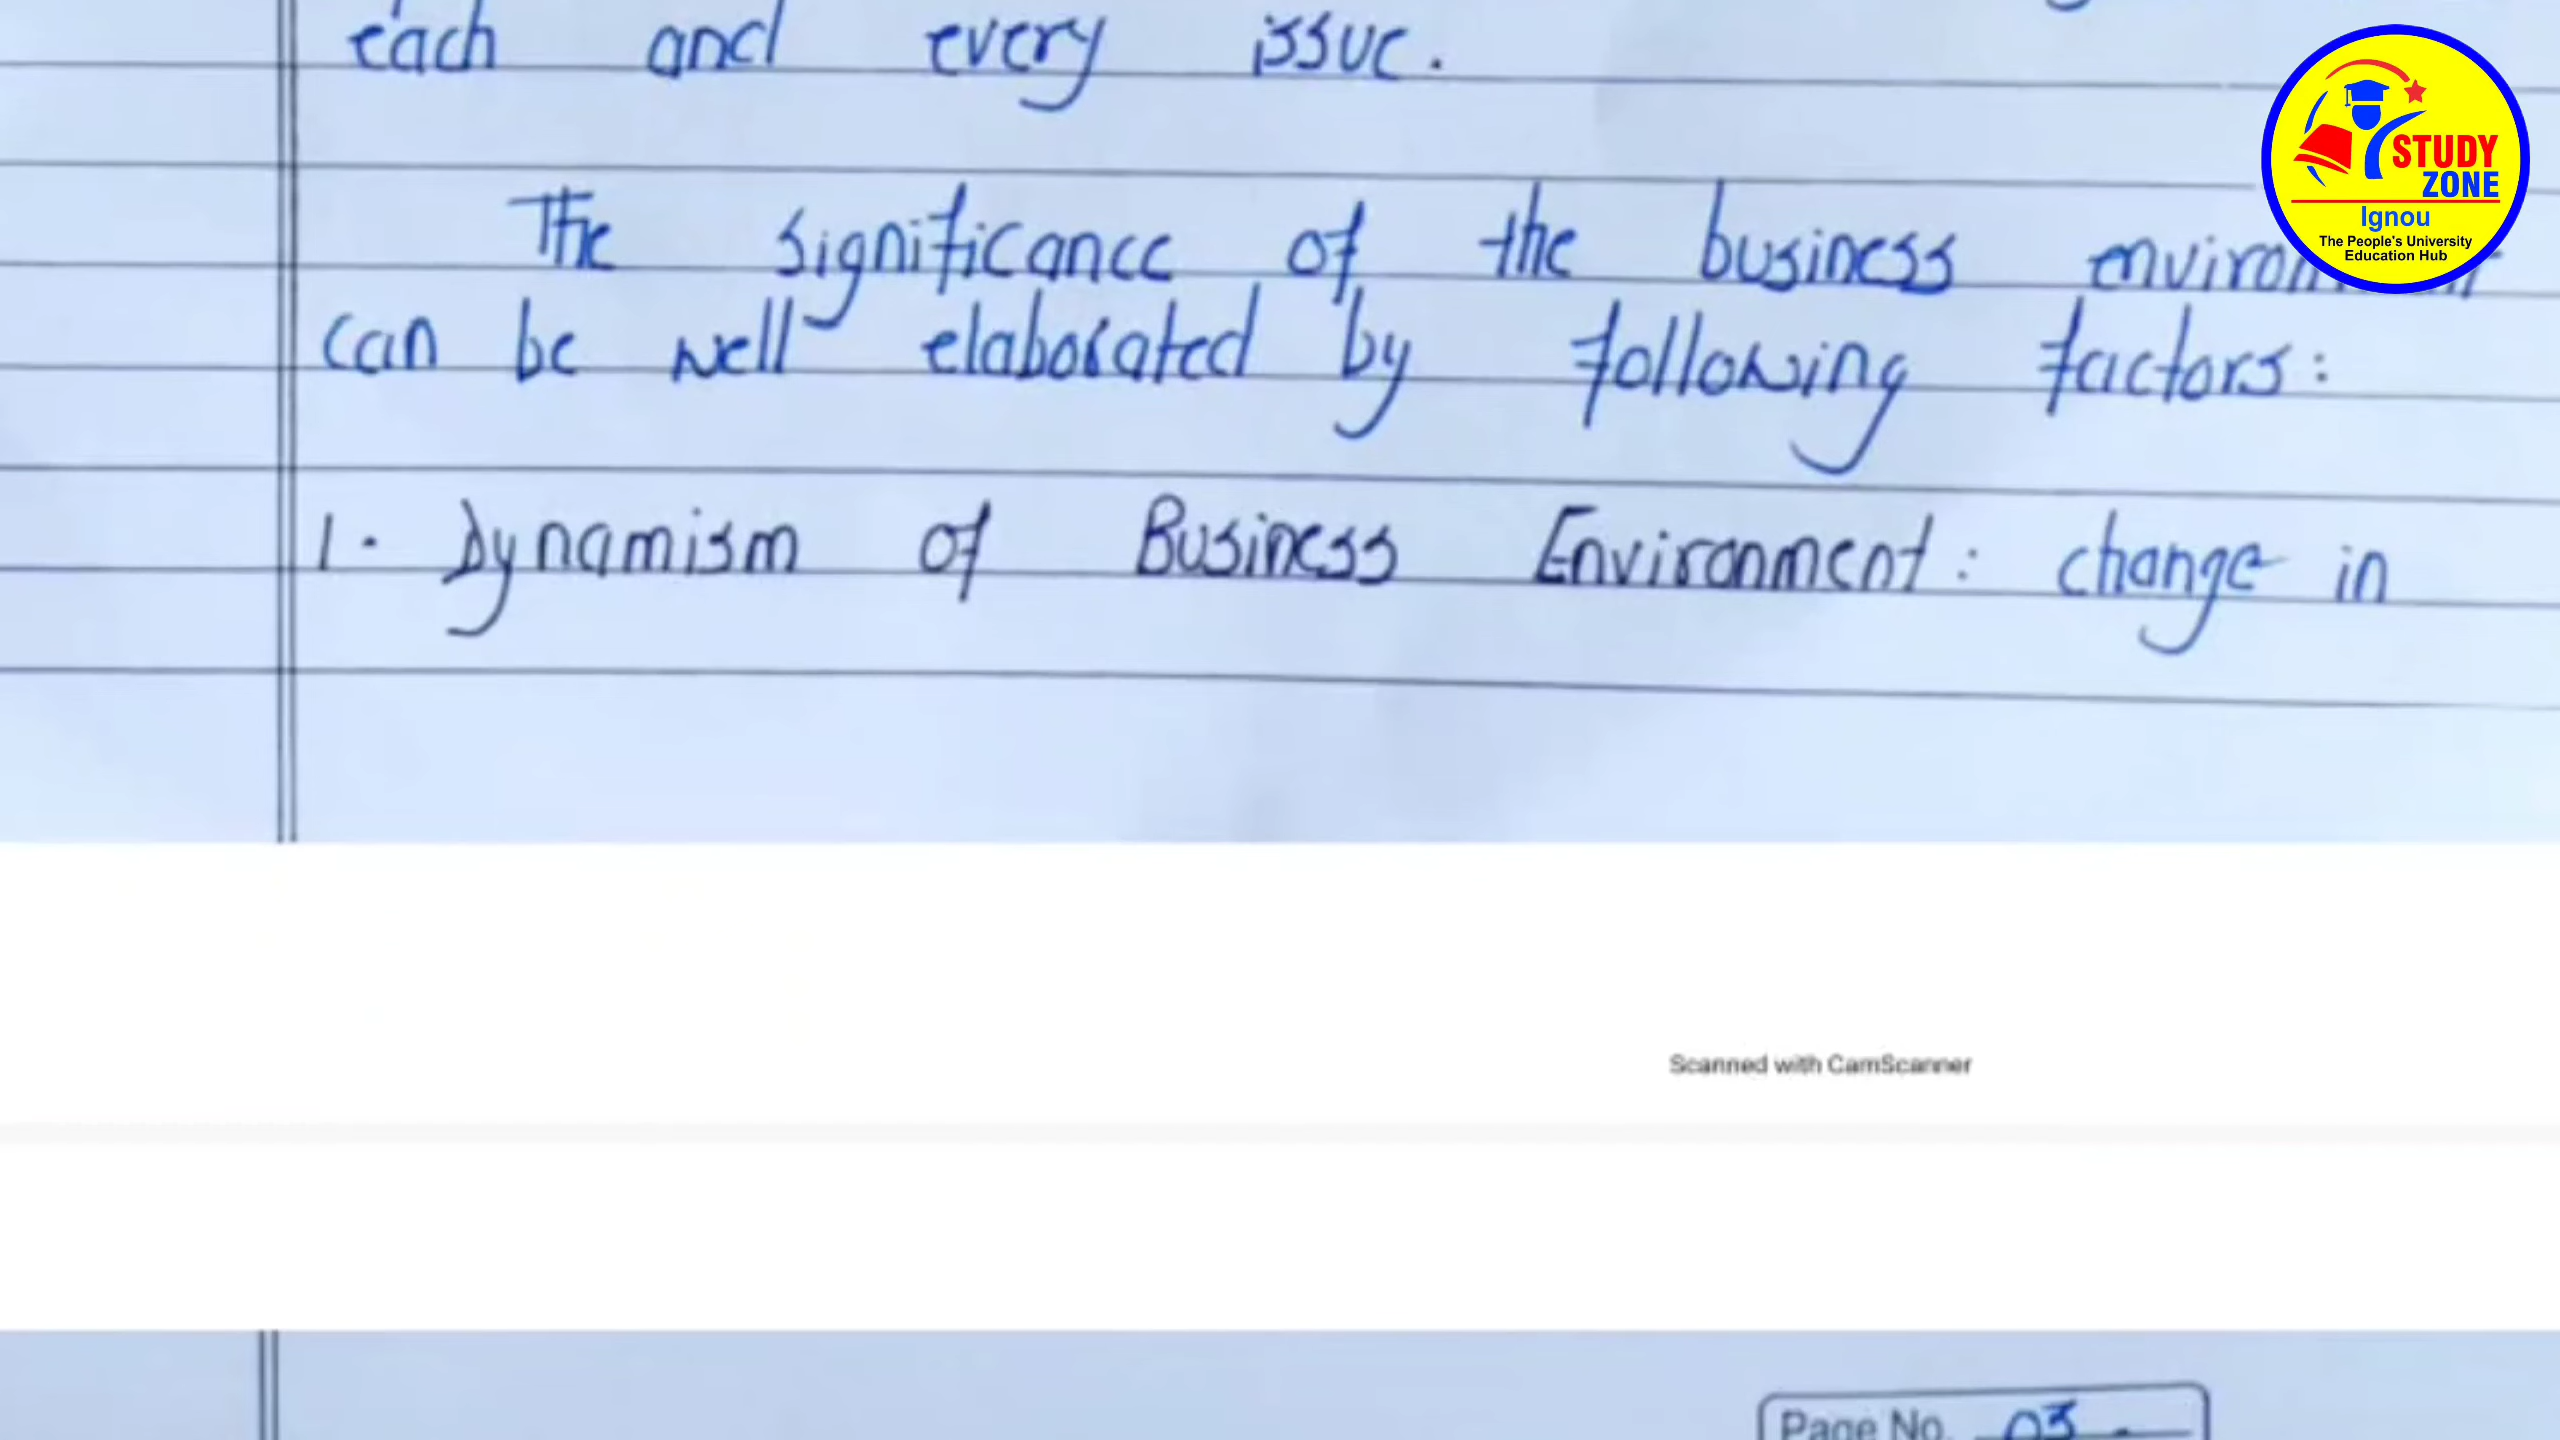 each and every issue.
STUDY
ZONE
Ignou
The People's University
Education Hub
The significance of the business environment
can be well elaborated by following factors:
1. Dynamism of Business Environment: change in
Scanned with CamScanner
Page No. 03